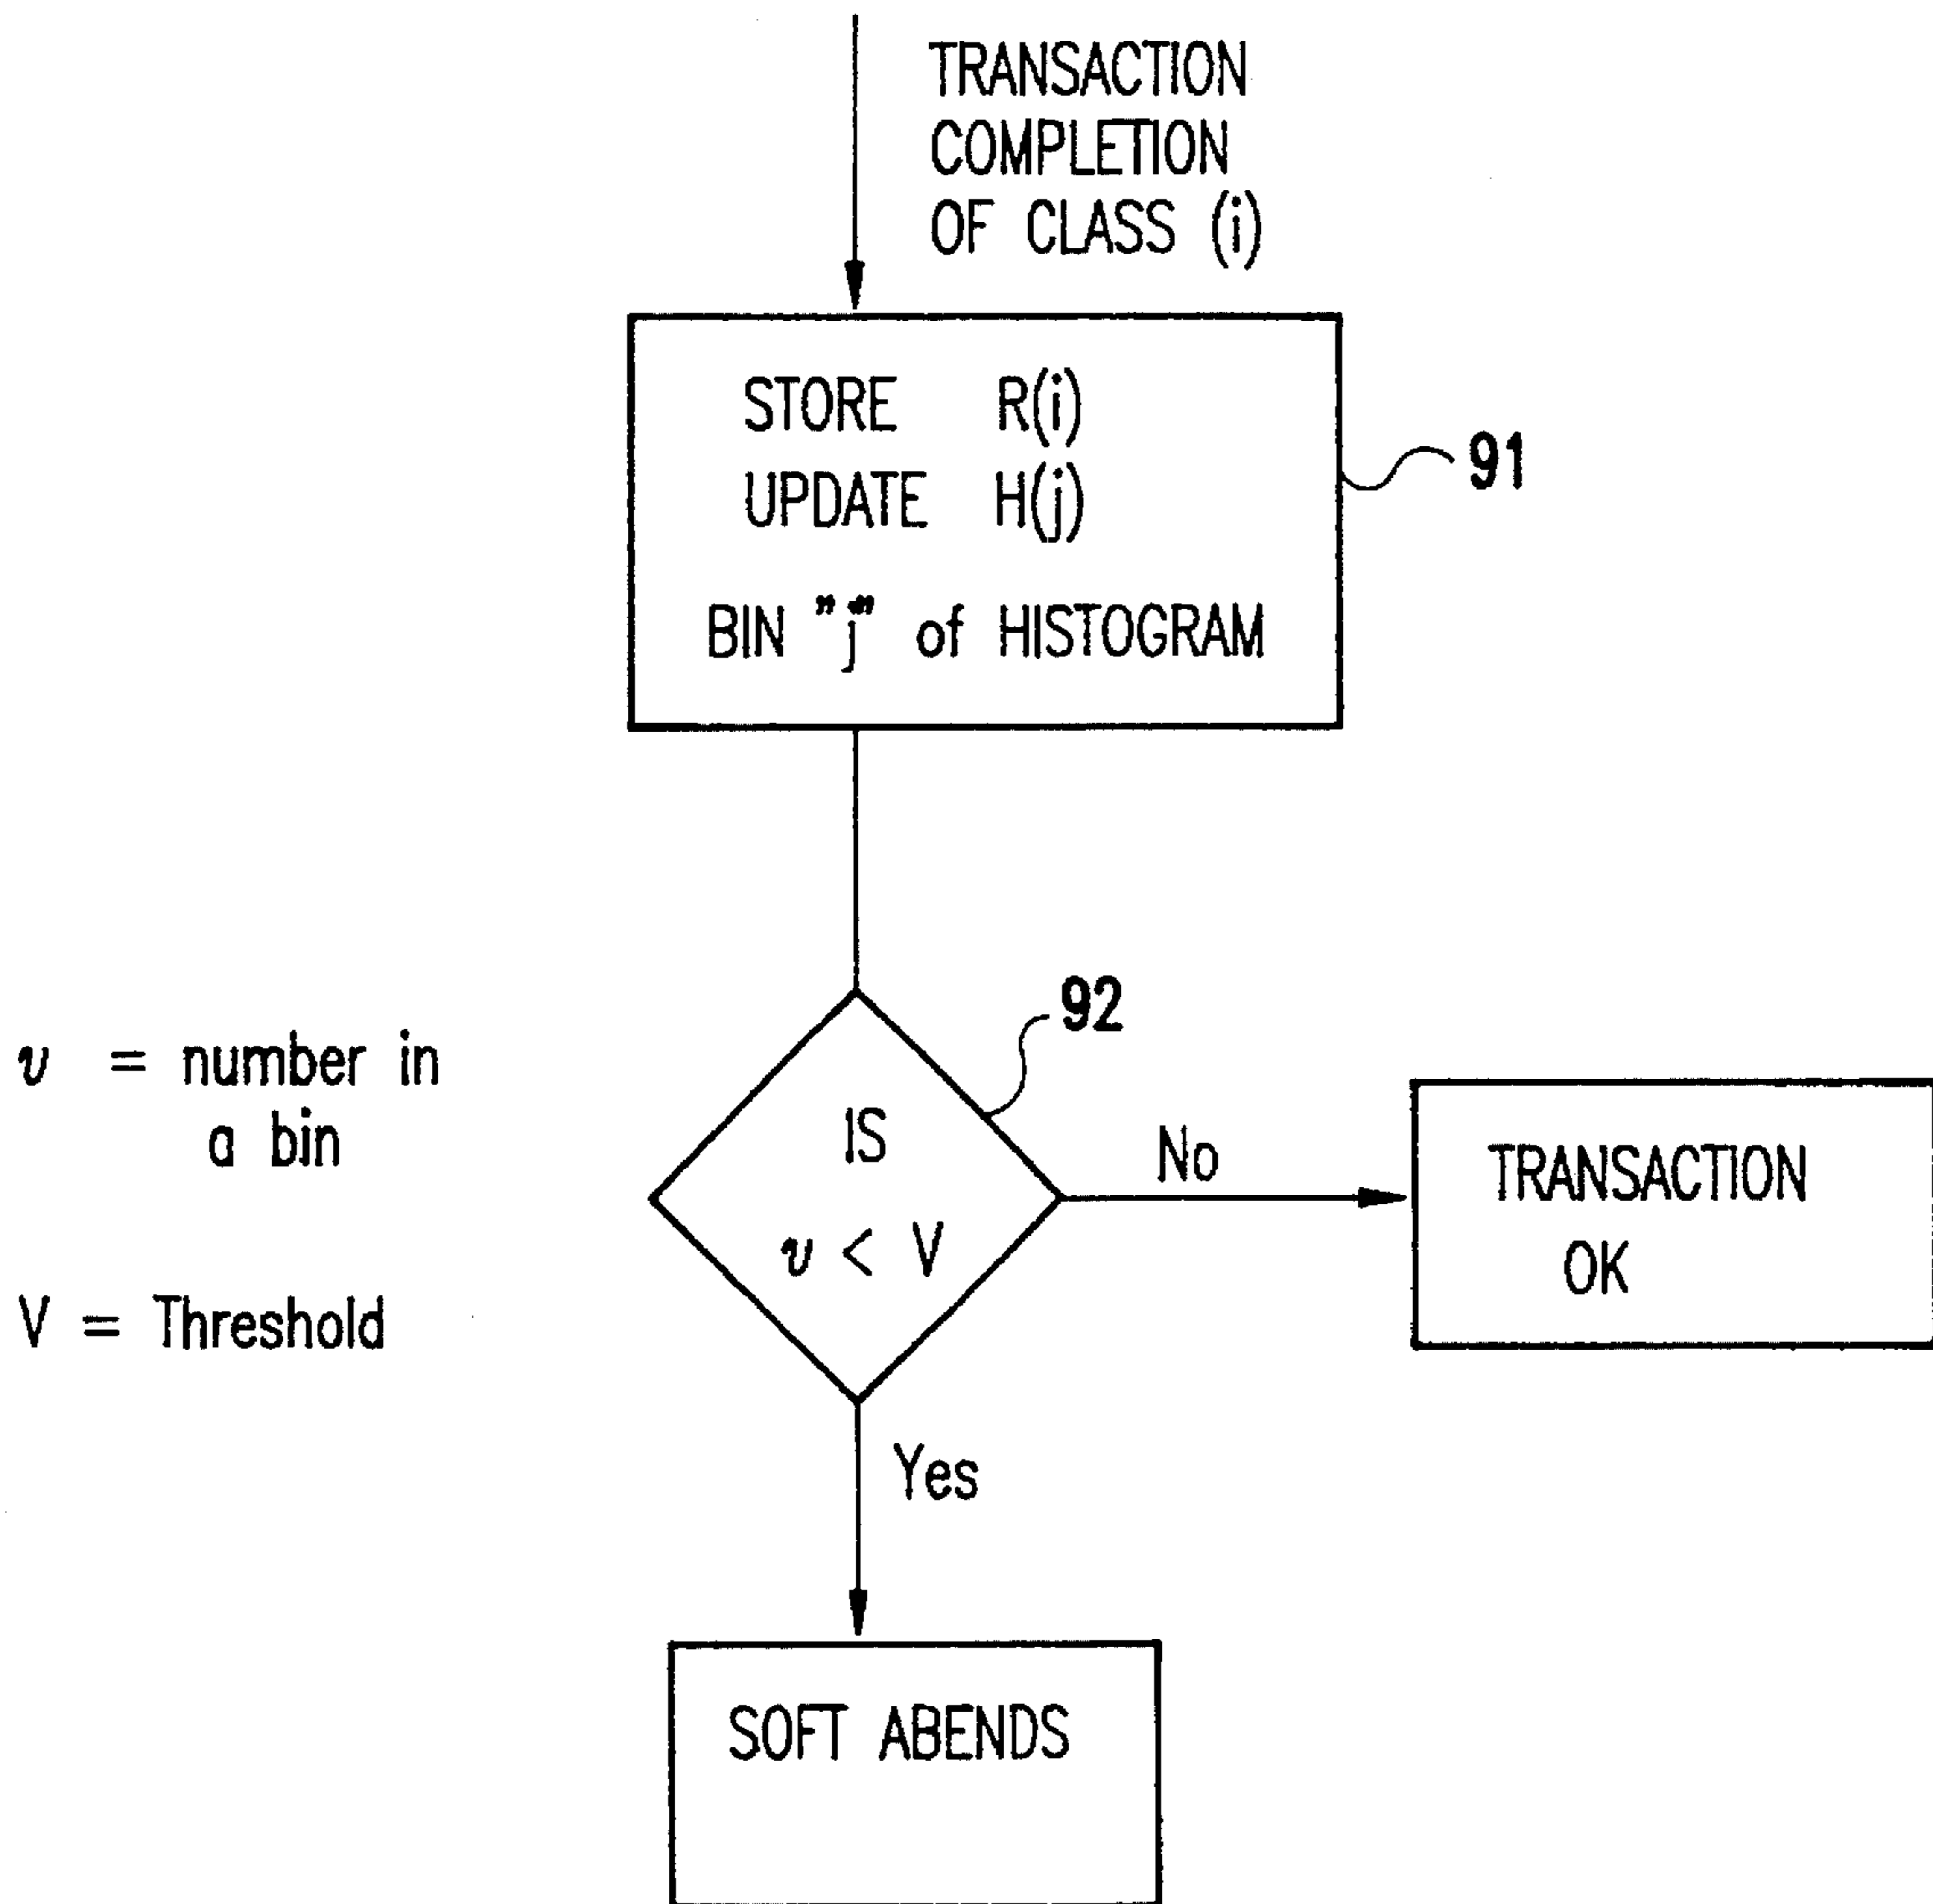 TRANSACTION
COMPLETION
OF CLASS (i)
STORE R(i)
UPDATE H(j)
BIN "j" of HISTOGRAM
91
92
v = number in
a bin
V = Threshold
IS
v < V
No
TRANSACTION
OK
Yes
SOFT ABENDS